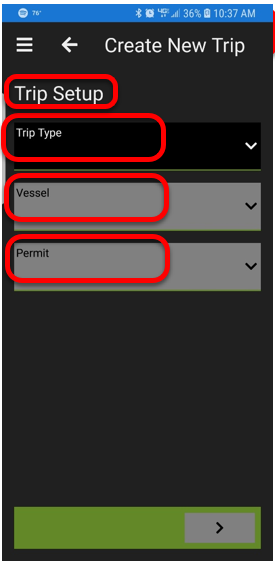 76° 36% 10:37 AM
Create New Trip
Trip Setup
Trip Type
Vessel
Permit